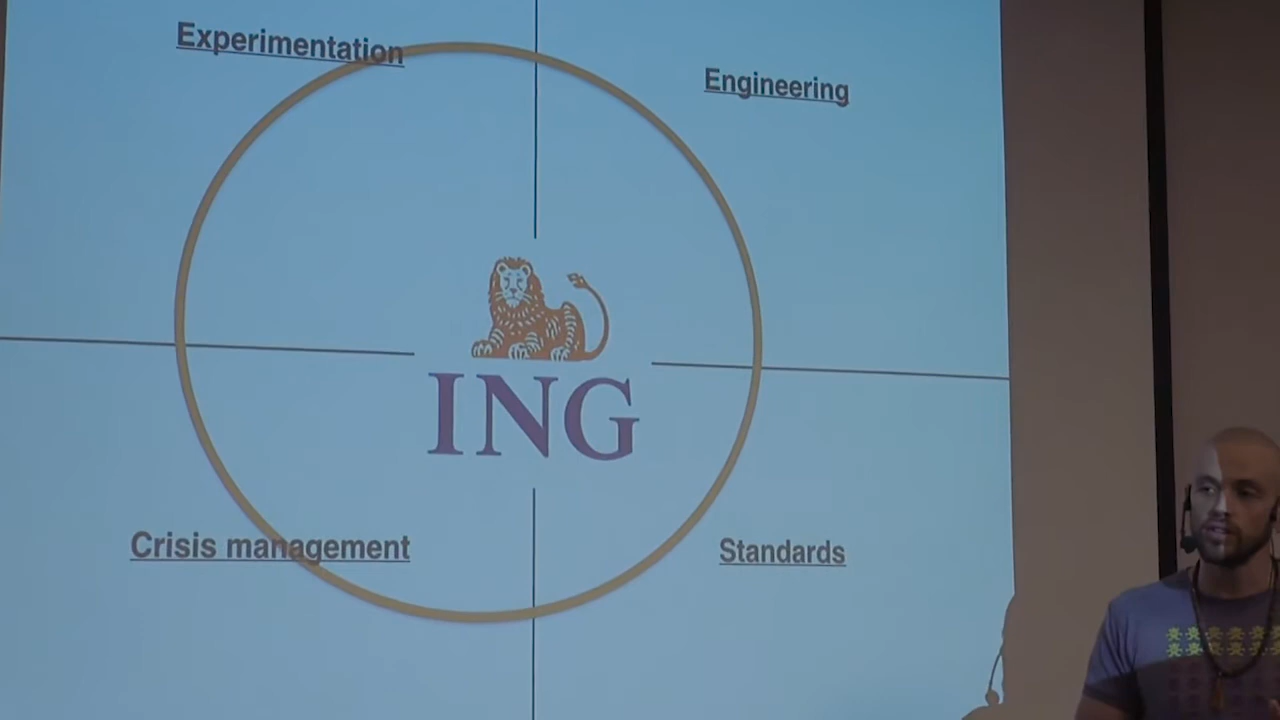 Experimentation
Engineering
ING
Crisis management
Standards